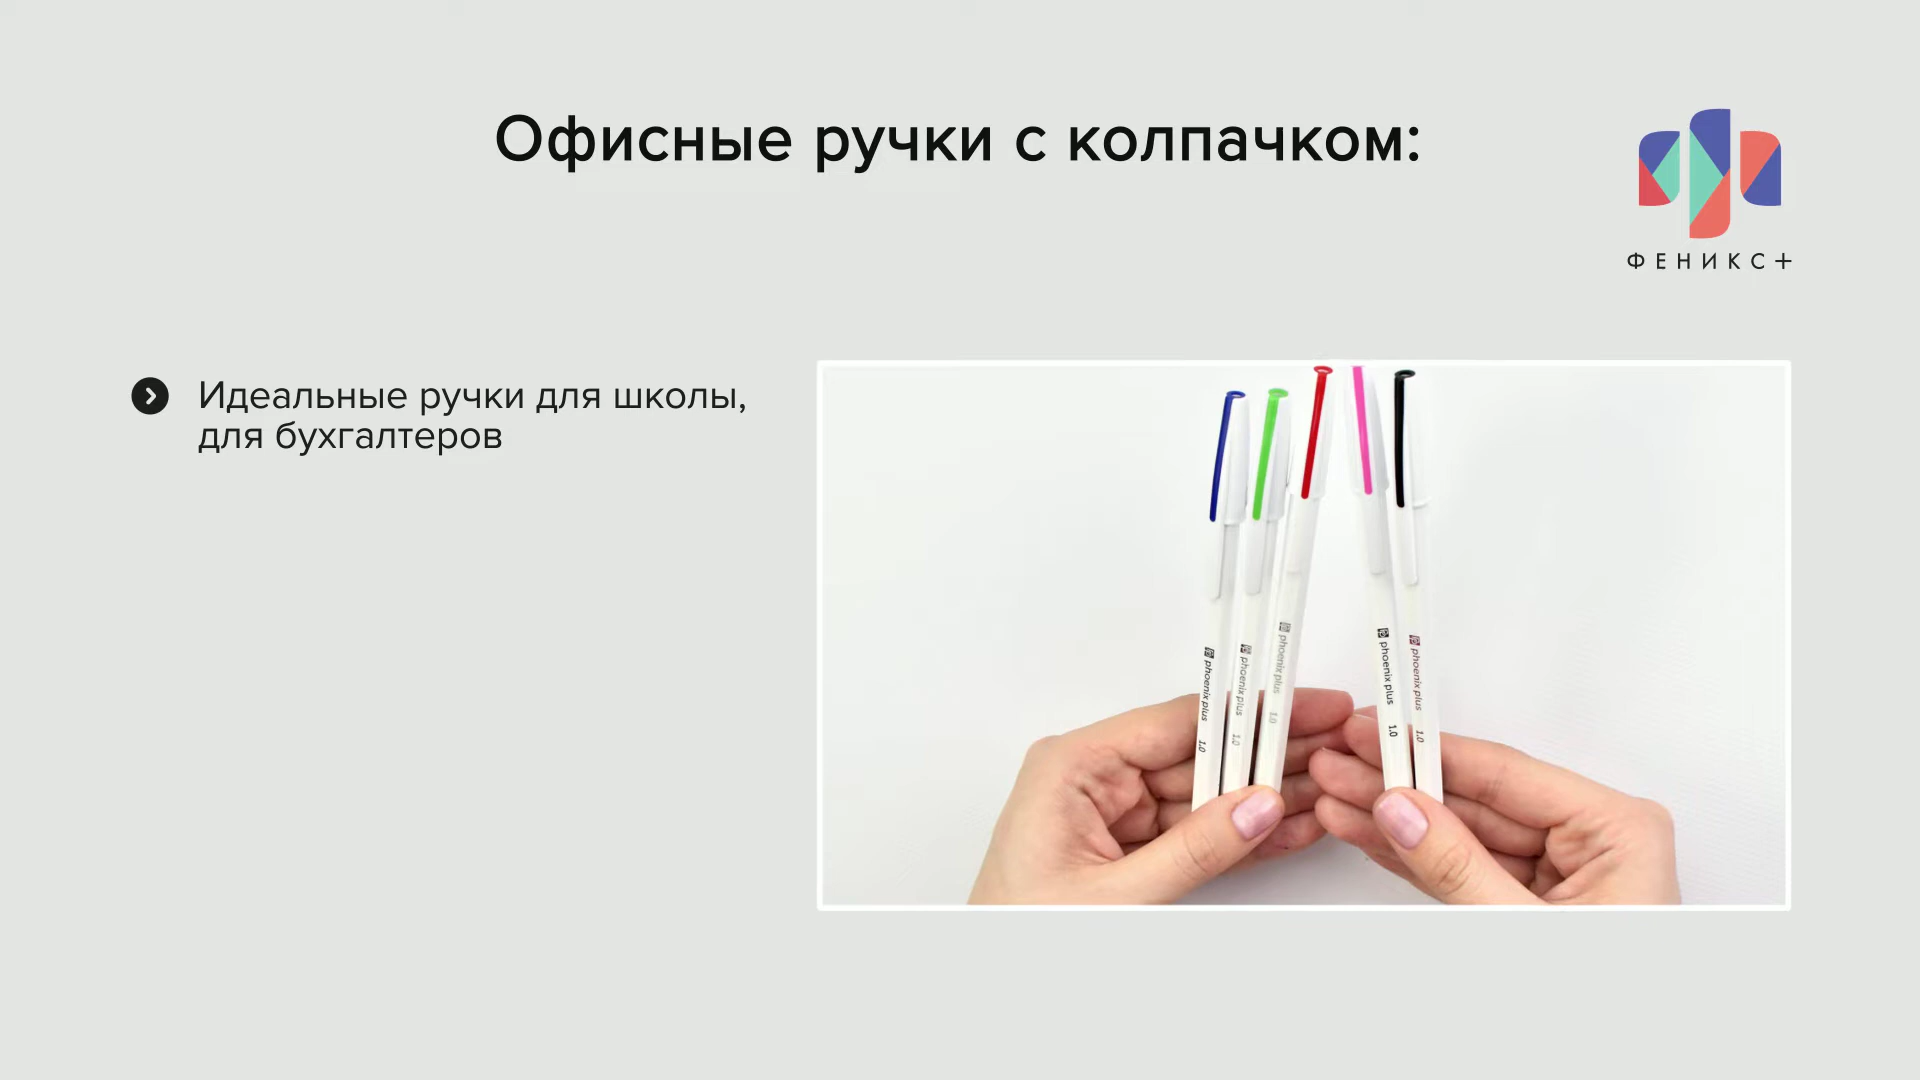 Офисные ручки с колпачком:
ФЕНИКС+
Идеальные ручки для школы,
для бухгалтеров
phoenix plus 1.0
phoenix plus 1.0
phoenix plus 1.0
phoenix plus 1.0
phoenix plus 1.0